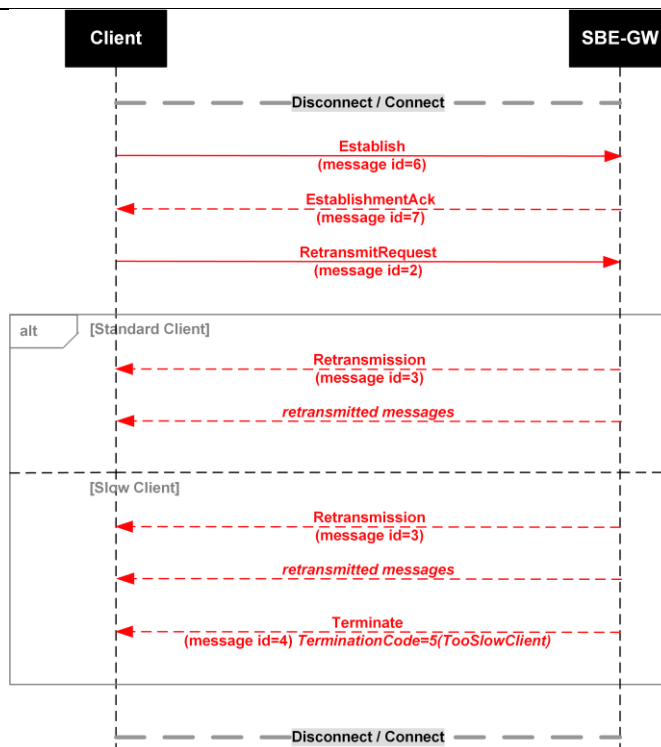 Client
SBE-GW
Disconnect / Connect
Establish
(message id=6)
EstablishmentAck
(message id=7)
RetransmitRequest
(message id=2)
alt
[Standard Client]
Retransmission
(message id=3)
retransmitted messages
[Slow Client]
Retransmission
(message id=3)
retransmitted messages
Terminate
(message id=4) TerminationCode=5(TooSlowClient)
Disconnect / Connect